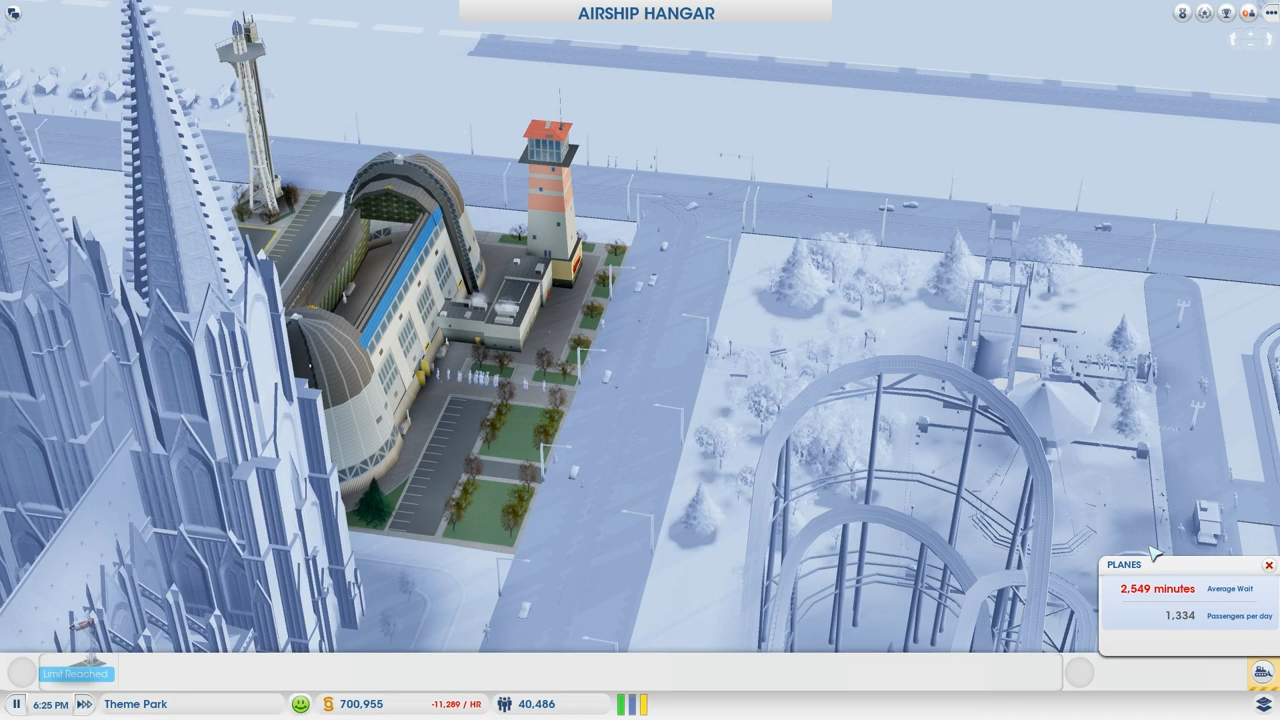 AIRSHIP HANGAR
PLANES
2,549 minutes Average Wait
1,334 Passengers per day
Limit Reached
6:25 PM Theme Park 700,955 -11,289 / HR 40,486